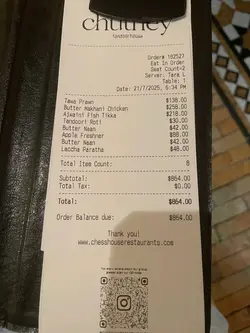 chutney
tandoor house
Order# 162527
Eat In Order
Seat Count=2
Server: Tara L
Table: 1
Date: 21/7/2025, 6:34 PM
Tawa Prawn $138.00
Butter Makhani Chicken $258.00
Ajwaini Fish Tikka $218.00
Tandoori Roti $30.00
Butter Naan $42.00
Apple Freshner $88.00
Butter Naan $42.00
Laccha Paratha $48.00
Total Item Count: 8
Subtotal: $864.00
Total Tax: $0.00
Total: $864.00
Order Balance due: $864.00
Thank you!
www.chesshouserestaurants.com